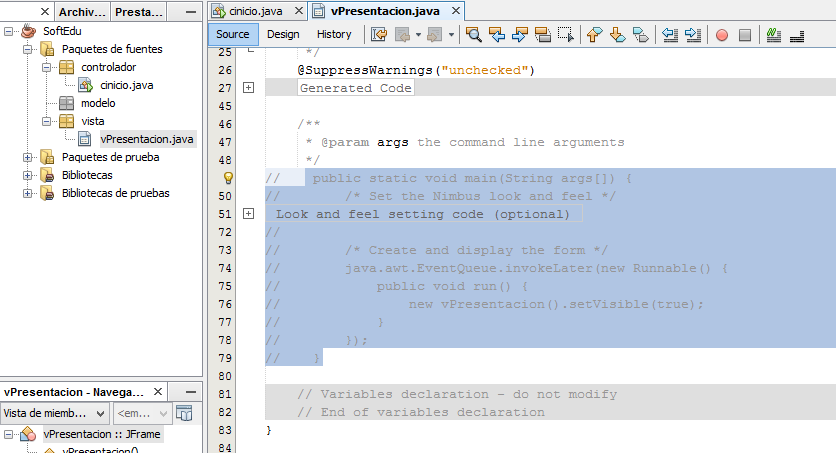 Archiv...
Presta...
SoftEdu
Paquetes de fuentes
controlador
cinicio.java
modelo
vista
vPresentacion.java
Paquetes de prueba
Bibliotecas
Bibliotecas de pruebas
vPresentacion - Navega...
Vista de miemb...
<em...
vPresentacion :: JFrame
vPresentacion()
cinicio.java
vPresentacion.java
Source Design History
25 */
26 @SuppressWarnings("unchecked")
27 Generated Code
45
46 /**
47 * @param args the command line arguments
48 */
// public static void main(String args[]) {
50 // /* Set the Nimbus look and feel */
51 Look and feel setting code (optional)
72 //
73 // /* Create and display the form */
74 // java.awt.EventQueue.invokeLater(new Runnable() {
75 // public void run() {
76 // new vPresentacion().setVisible(true);
77 // }
78 // });
79 // }
80
81 // Variables declaration - do not modify
82 // End of variables declaration
83 }
84